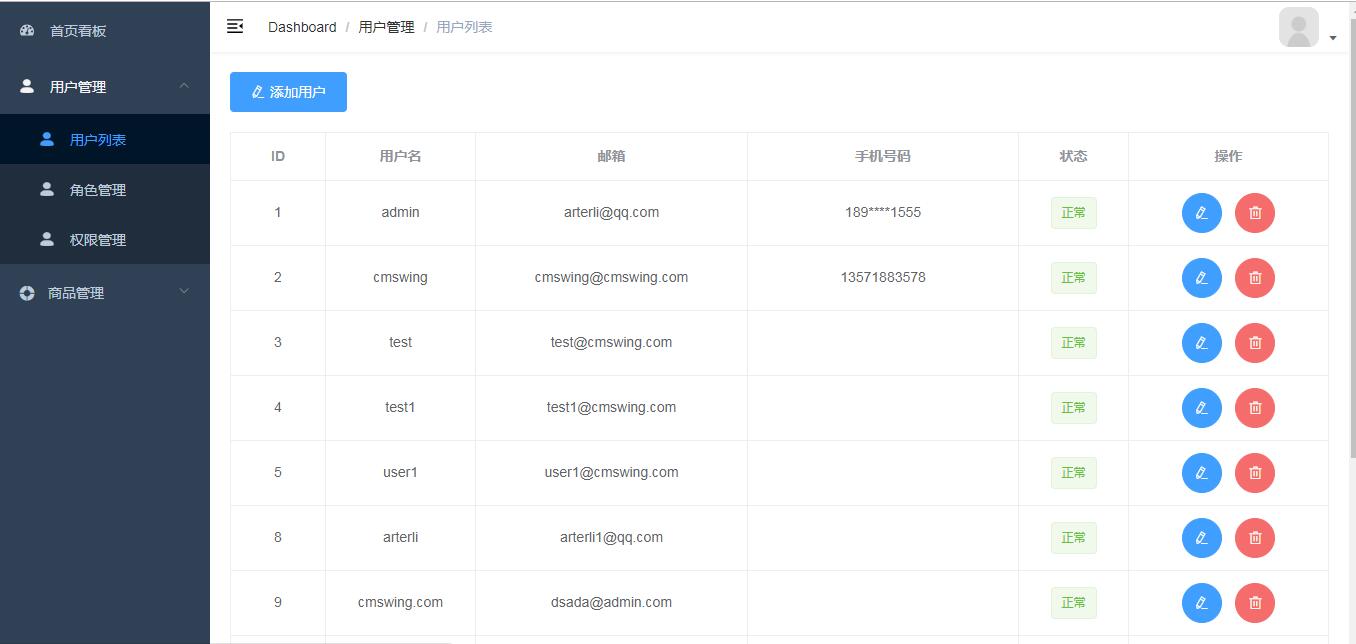 首页看板
用户管理
用户列表
角色管理
权限管理
商品管理
Dashboard / 用户管理 / 用户列表
添加用户
ID 用户名 邮箱 手机号码 状态 操作
1 admin arterli@qq.com 189****1555 正常
2 cmswing cmswing@cmswing.com 13571883578 正常
3 test test@cmswing.com 正常
4 test1 test1@cmswing.com 正常
5 user1 user1@cmswing.com 正常
8 arterli arterli1@qq.com 正常
9 cmswing.com dsada@admin.com 正常